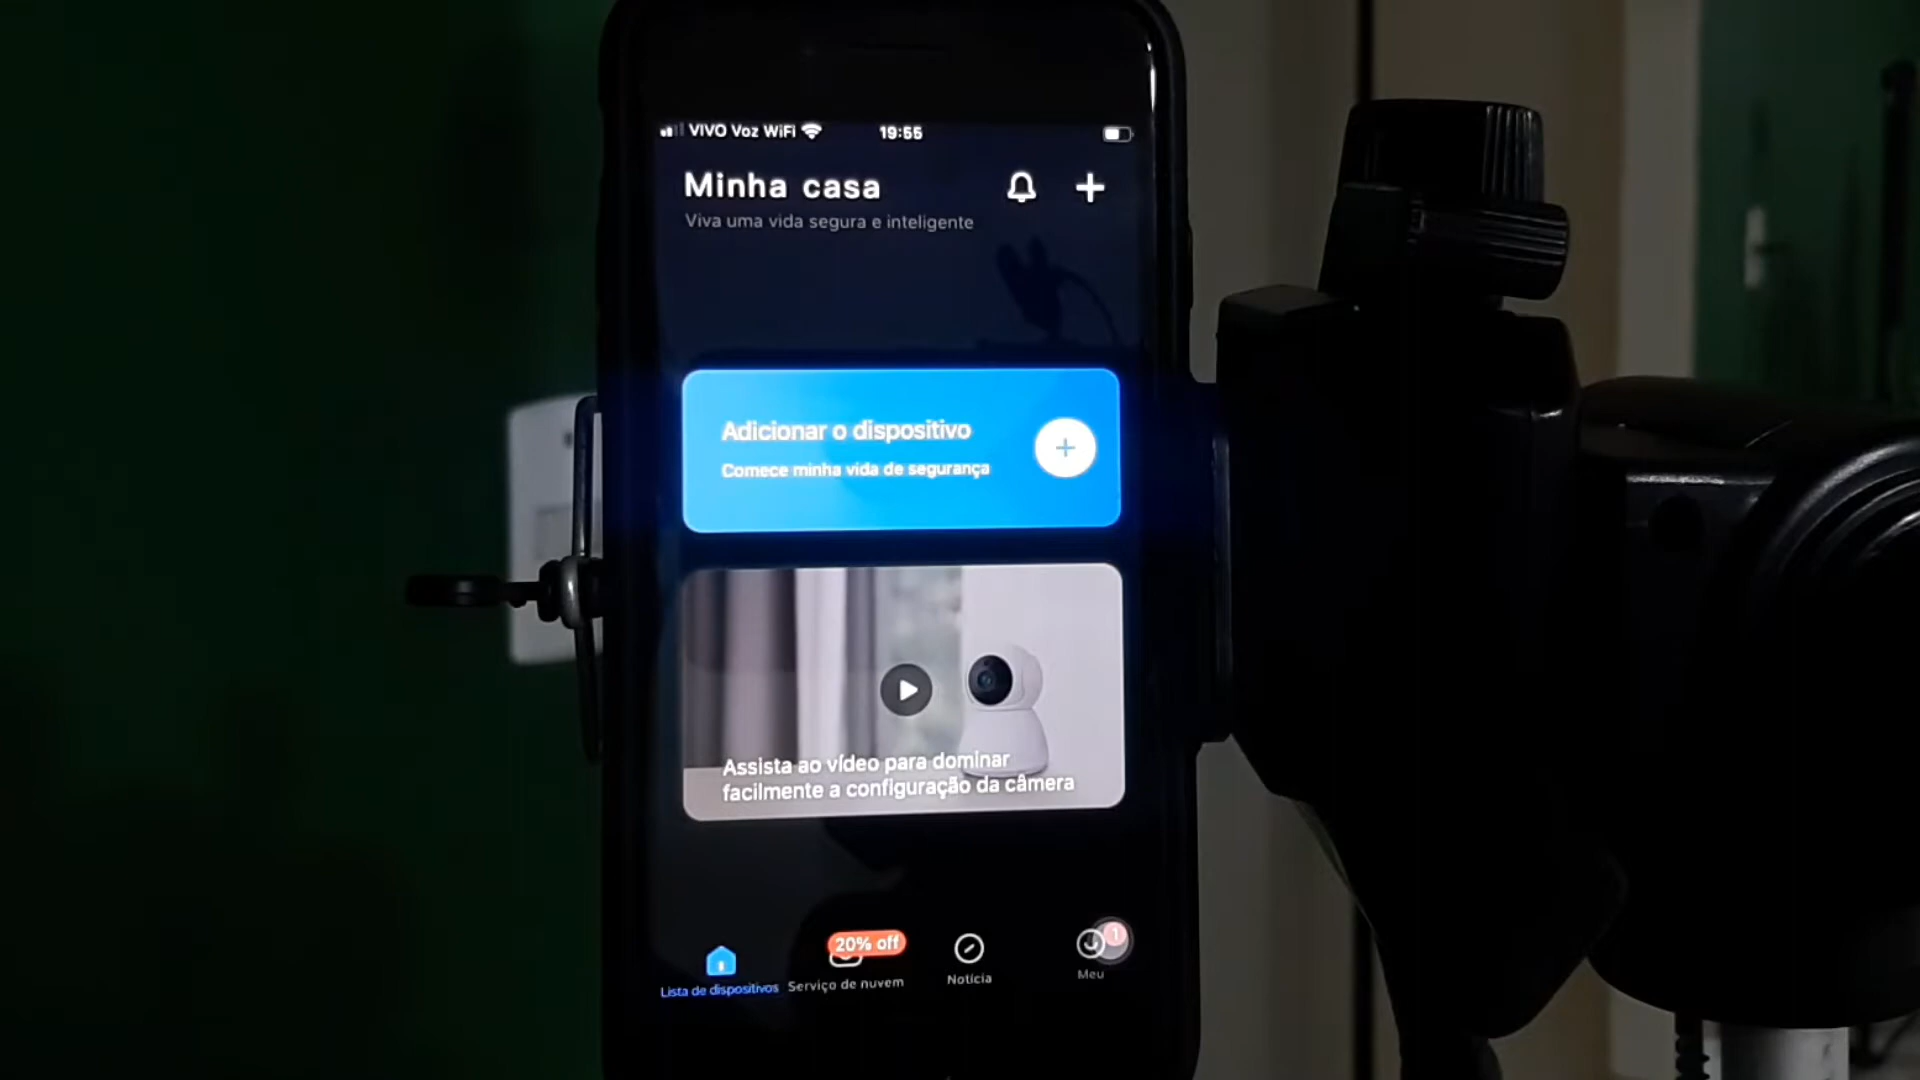 VIVO Voz WiFi 19:55
Minha casa
Viva uma vida segura e inteligente
Adicionar o dispositivo
Comece minha vida de segurança
Assista ao vídeo para dominar
facilmente a configuração da câmera
20% off
1
Lista de dispositivos
Serviço de nuvem
Notícia
Meu